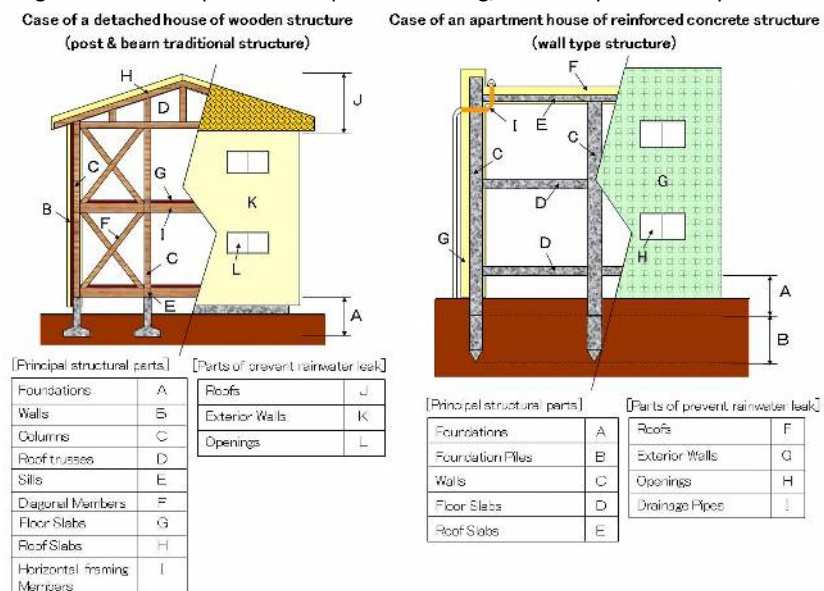 Case of a detached house of wooden structure
(post & beam traditional structure)
H
D
J
C
G
B
K
F
I
C
L
E
A
[Principal structural parts]
Foundations A
Walls B
Columns C
Roof trusses D
Sills E
Diagonal Members F
Floor Slabs G
Roof Slabs H
Horizontal framing Members I
[Parts of prevent rainwater leak]
Roofs J
Exterior Walls K
Openings L
Case of an apartment house of reinforced concrete structure
(wall type structure)
F
I
E
C
C
G
D
D
G
H
A
B
[Principal structural parts]
Foundations A
Foundation Piles B
Walls C
Floor Slabs D
Roof Slabs E
[Parts of prevent rainwater leak]
Roofs F
Exterior Walls G
Openings H
Drainage Pipes I